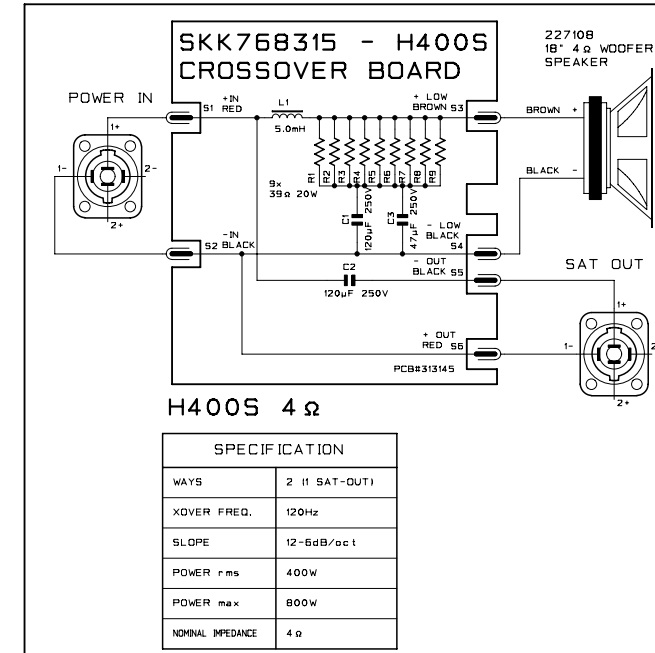 SKK768315 - H400S
CROSSOVER BOARD
227108
18" 4Ω WOOFER
SPEAKER
POWER IN
S1
+IN
RED
L1
5.0mH
+ LOW
BROWN S3
BROWN +
1+
1-
2-
2+
R1
R2
R3
R4
R5
R6
R7
R8
R9
9x
39Ω 20W
BLACK -
C1
120µF 250V
C3
47µF 250V
S2
-IN
BLACK
- LOW
BLACK S4
- OUT
BLACK S5
C2
120µF 250V
SAT OUT
1+
+ OUT
RED S6
1-
2
2+
PCB#313145
H400S 4Ω
SPECIFICATION
WAYS 2 (1 SAT-OUT)
XOVER FREQ. 120Hz
SLOPE 12-6dB/oct
POWER rms 400W
POWER max 800W
NOMINAL IMPEDANCE 4Ω